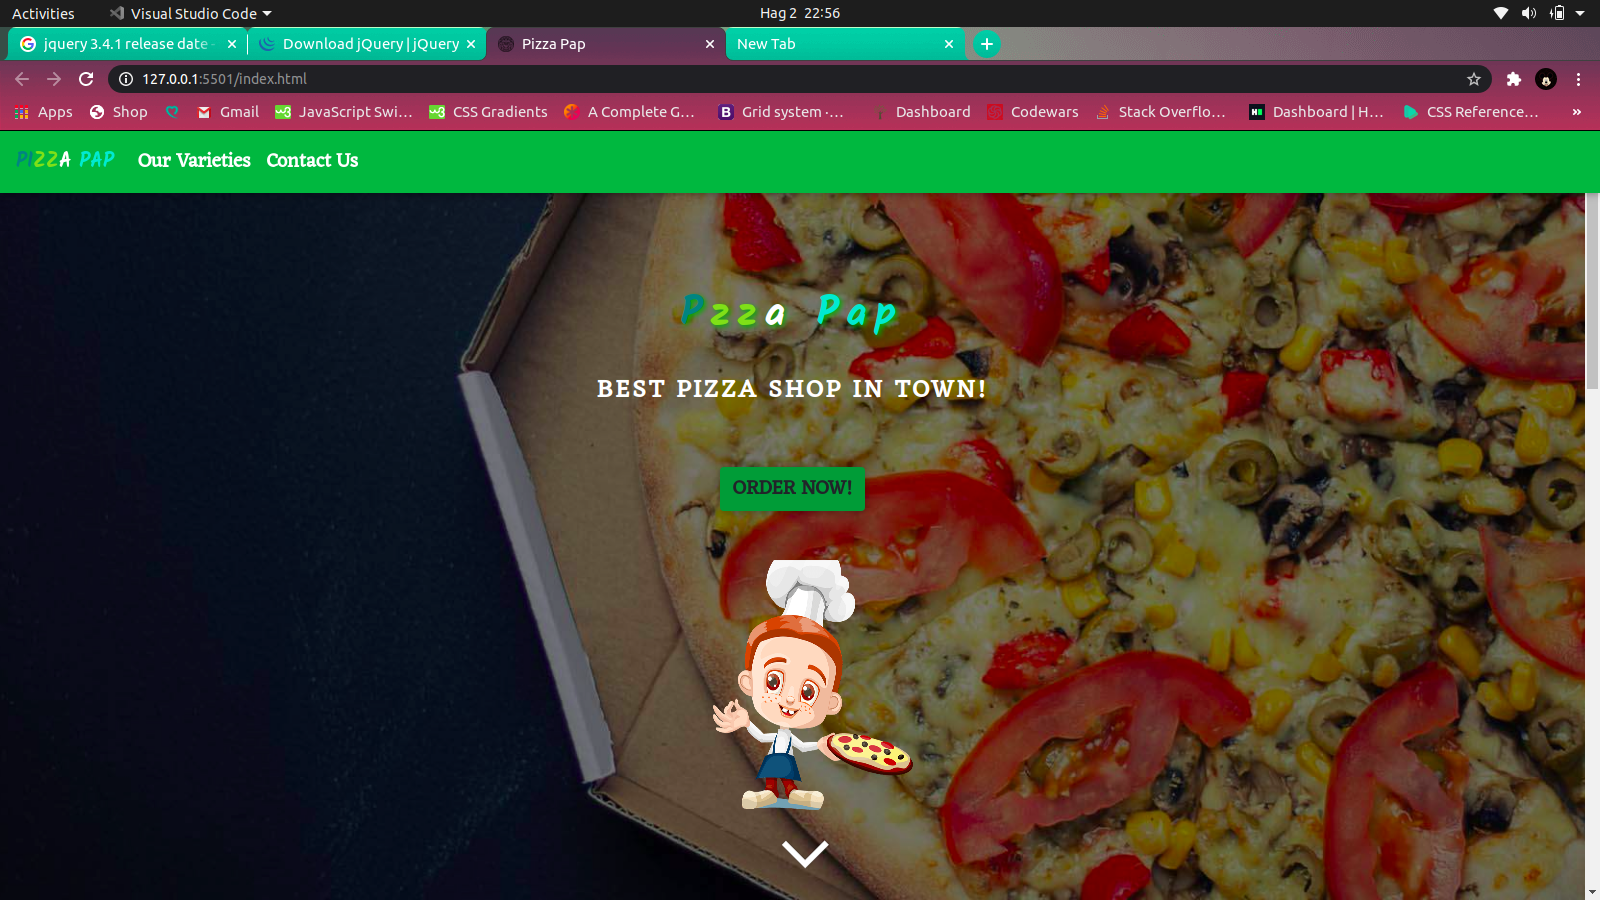 Activities
Visual Studio Code
Hag 2 22:56
jquery 3.4.1 release date -
Download jQuery | jQuery
Pizza Pap
New Tab
127.0.0.1:5501/index.html
Apps
Shop
Gmail
JavaScript Swi...
CSS Gradients
A Complete G...
B
Grid system ·...
Dashboard
Codewars
Stack Overflo...
Dashboard | H...
CSS Reference...
»
PIZZA PAP
Our Varieties
Contact Us
Pzza Pap
BEST PIZZA SHOP IN TOWN!
ORDER NOW!